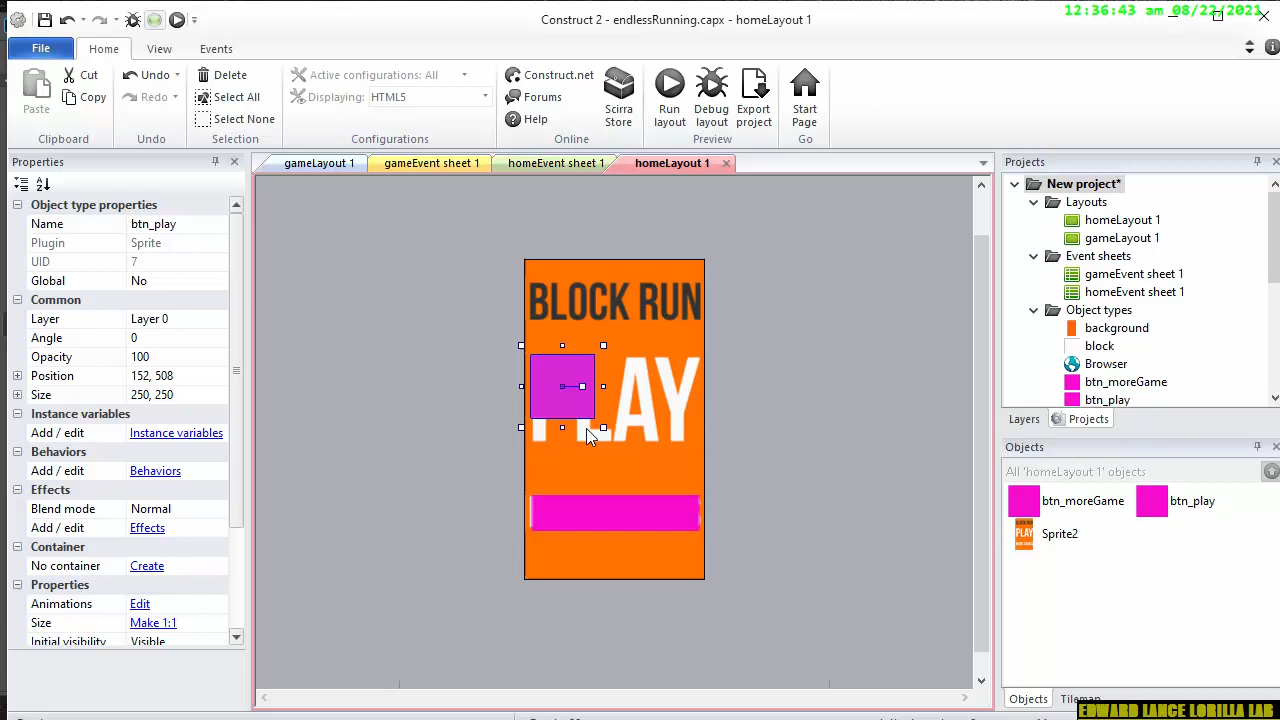 Construct 2 - endlessRunning.capx - homeLayout 1
12:36:43 am 08/22/2021
File
Home
View
Events
Paste
Cut
Copy
Clipboard
Undo
Redo
Undo
Delete
Select All
Select None
Selection
Active configurations: All
Displaying:
HTML5
Configurations
Construct.net
Forums
Help
Scirra
Store
Online
Run
layout
Debug
layout
Export
project
Preview
Start
Page
Go
Properties
gameLayout 1
gameEvent sheet 1
homeEvent sheet 1
homeLayout 1
Projects
Object type properties
Name btn_play
Plugin Sprite
UID 7
Global No
Common
Layer Layer 0
Angle 0
Opacity 100
Position 152, 508
Size 250, 250
Instance variables
Add / edit Instance variables
Behaviors
Add / edit Behaviors
Effects
Blend mode Normal
Add / edit Effects
Container
No container Create
Properties
Animations Edit
Size Make 1:1
Initial visibility Visible
BLOCK RUN
PLAY
New project*
Layouts
homeLayout 1
gameLayout 1
Event sheets
gameEvent sheet 1
homeEvent sheet 1
Object types
background
block
Browser
btn_moreGame
btn_play
Layers
Projects
Objects
All 'homeLayout 1' objects
btn_moreGame
btn_play
Sprite2
Objects
Tilemap
EDWARD LANCE LORILLA LAB